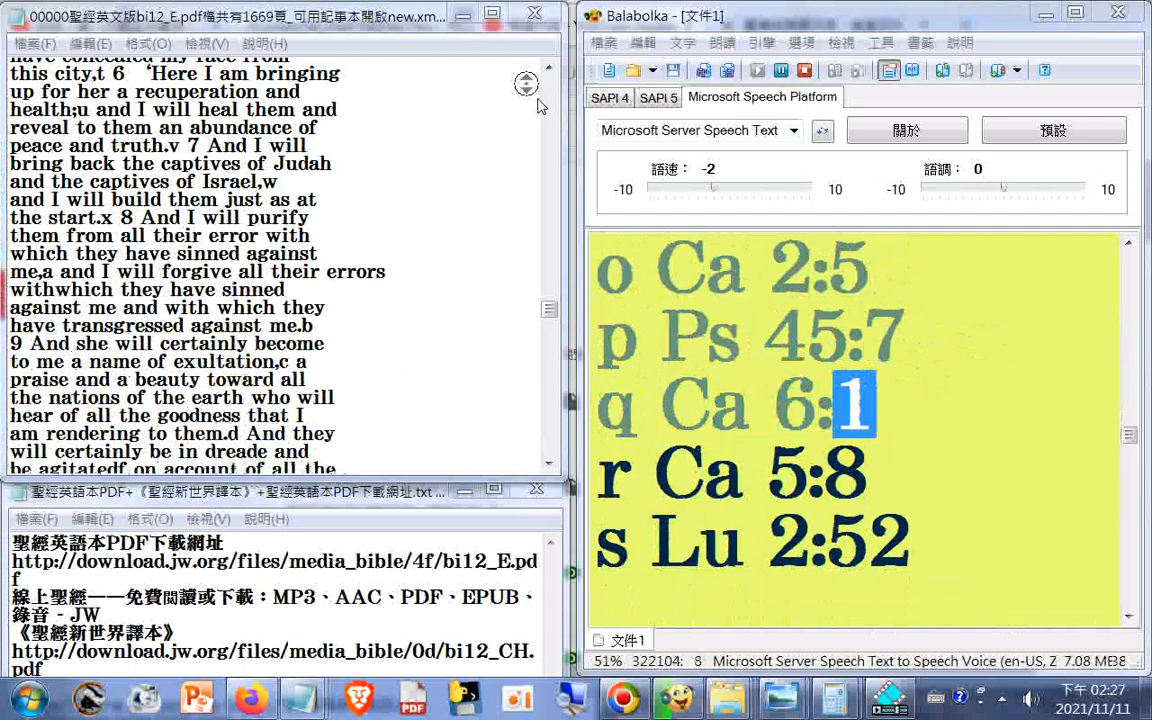 00000聖經英文版bi12_E.pdf檔共有1669頁_可用記事本開啟new.xm...
檔案(F) 編輯(E) 格式(O) 檢視(V) 說明(H)
have concealed my face from
this city,t 6 ‘Here I am bringing
up for her a recuperation and
health;u and I will heal them and
reveal to them an abundance of
peace and truth.v 7 And I will
bring back the captives of Judah
and the captives of Israel,w
and I will build them just as at
the start.x 8 And I will purify
them from all their error with
which they have sinned against
me,a and I will forgive all their errors
withwhich they have sinned
against me and with which they
have transgressed against me.b
9 And she will certainly become
to me a name of exultation,c a
praise and a beauty toward all
the nations of the earth who will
hear of all the goodness that I
am rendering to them.d And they
will certainly be in dreade and
be agitatedf on account of all the
聖經英語本PDF+《聖經新世界譯本》+聖經英語本PDF下載網址.txt ...
檔案(F) 編輯(E) 格式(O) 檢視(V) 說明(H)
聖經英語本PDF下載網址
http://download.jw.org/files/media_bible/4f/bi12_E.pd
f
線上聖經——免費閱讀或下載：MP3、AAC、PDF、EPUB、
錄音 - JW
《聖經新世界譯本》
http://download.jw.org/files/media_bible/0d/bi12_CH.
pdf
Balabolka - [文件1]
檔案 編輯 文字 朗讀 引擎 選項 檢視 工具 書籤 說明
SAPI 4 SAPI 5 Microsoft Speech Platform
Microsoft Server Speech Text 關於 預設
語速： -2 語調： 0
-10 10 -10 10
o Ca 2:5
p Ps 45:7
q Ca 6:1
r Ca 5:8
s Lu 2:52
文件1
51% 322104: 8 Microsoft Server Speech Text to Speech Voice (en-US, Z 7.08 MB
下午 02:27
2021/11/11